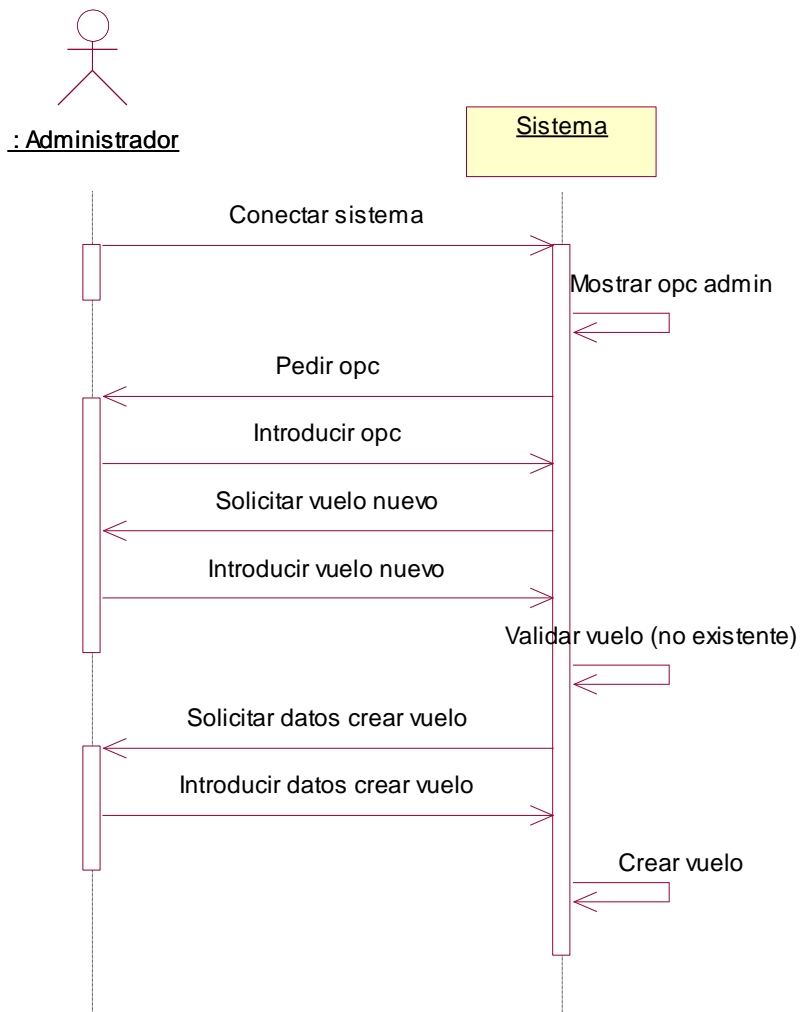 : Administrador
Sistema
Conectar sistema
Mostrar opc admin
Pedir opc
Introducir opc
Solicitar vuelo nuevo
Introducir vuelo nuevo
Validar vuelo (no existente)
Solicitar datos crear vuelo
Introducir datos crear vuelo
Crear vuelo